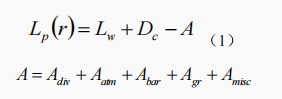 L_p(r) = L_w + D_c − A (1)
A = A_div + A_atm + A_bar + A_gr + A_misc